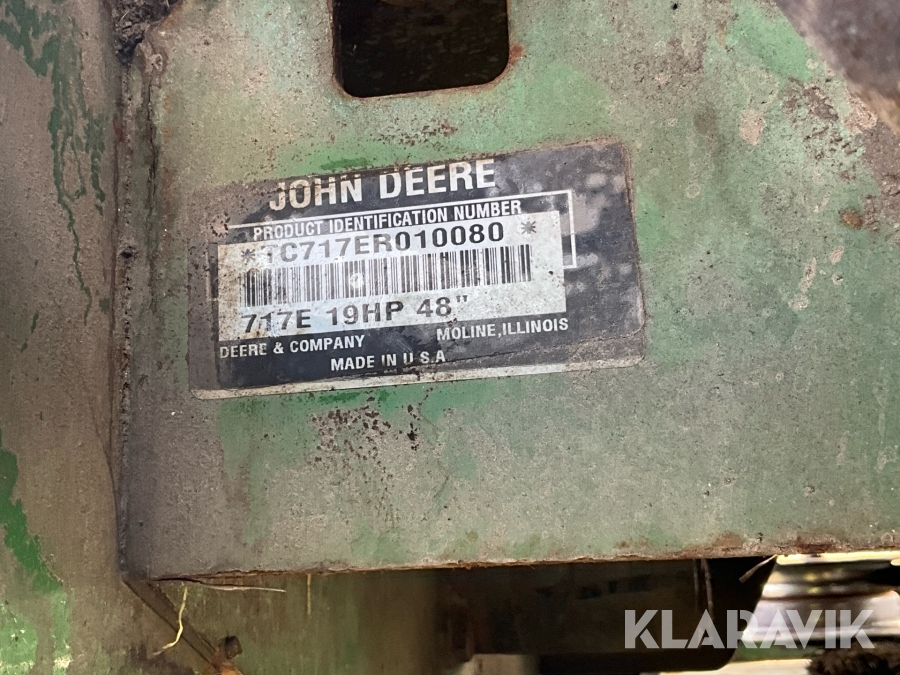 JOHN DEERE
PRODUCT IDENTIFICATION NUMBER
*TC717ER010080*
717E 19HP 48"
DEERE & COMPANY MOLINE, ILLINOIS
MADE IN U.S.A
KLARAVIK